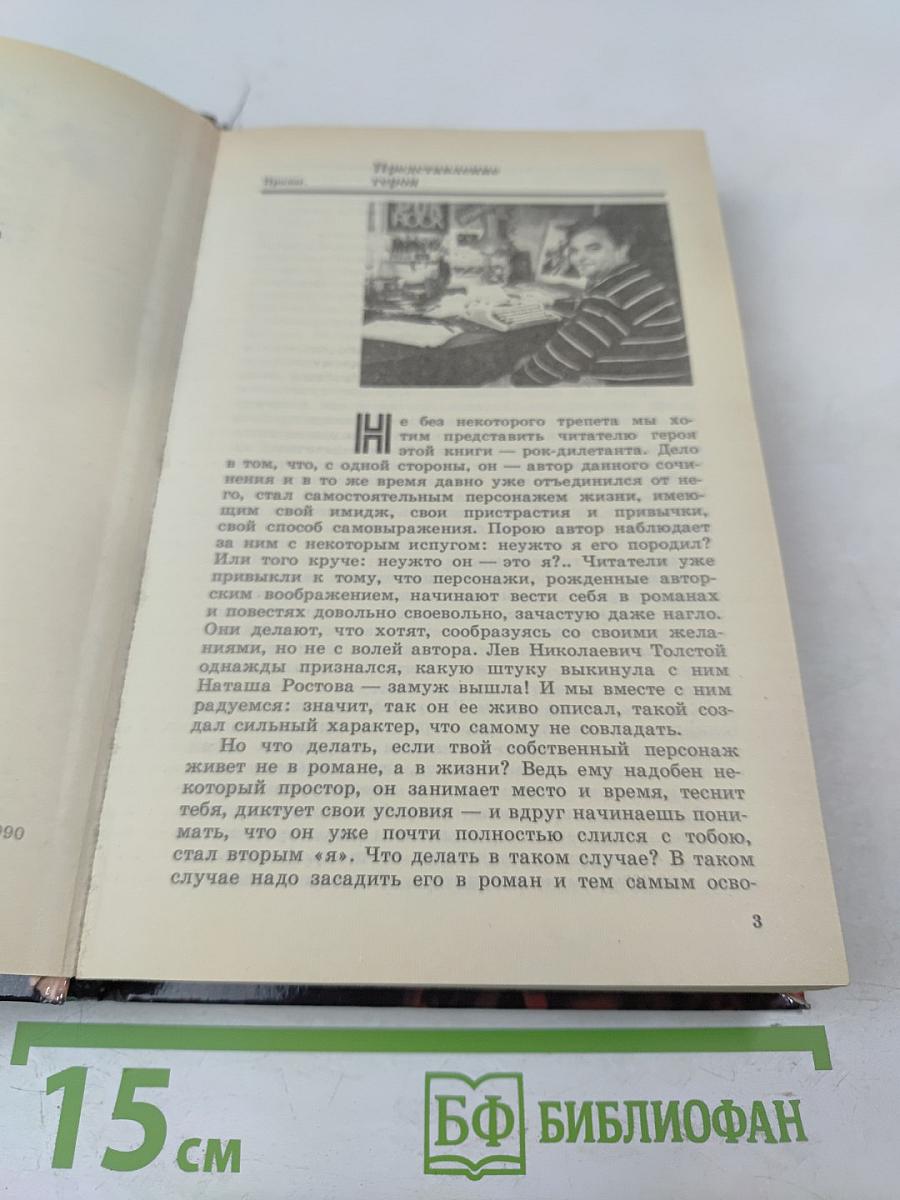 Представление
героя
ROCK
Не без некоторого трепета мы хо-
тим представить читателю героя
этой книги — рок-дилетанта. Дело
в том, что, с одной стороны, он — автор данного сочи-
нения и в то же время давно уже отъединился от не-
го, стал самостоятельным персонажем жизни, имею-
щим свой имидж, свои пристрастия и привычки,
свой способ самовыражения. Порою автор наблюдает
за ним с некоторым испугом: неужто я его породил?
Или того круче: неужто он — это я?.. Читатели уже
привыкли к тому, что персонажи, рожденные автор-
ским воображением, начинают вести себя в романах
и повестях довольно своевольно, зачастую даже нагло.
Они делают, что хотят, сообразуясь со своими жела-
ниями, но не с волей автора. Лев Николаевич Толстой
однажды признался, какую штуку выкинула с ним
Наташа Ростова — замуж вышла! И мы вместе с ним
радуемся: значит, так он ее живо описал, такой соз-
дал сильный характер, что самому не совладать.
Но что делать, если твой собственный персонаж
живет не в романе, а в жизни? Ведь ему надобен не-
который простор, он занимает место и время, теснит
тебя, диктует свои условия — и вдруг начинаешь пони-
мать, что он уже почти полностью слился с тобою,
стал вторым «я». Что делать в таком случае? В таком
случае надо засадить его в роман и тем самым осво-
3
990
15 см
БФ БИБЛИОФАН